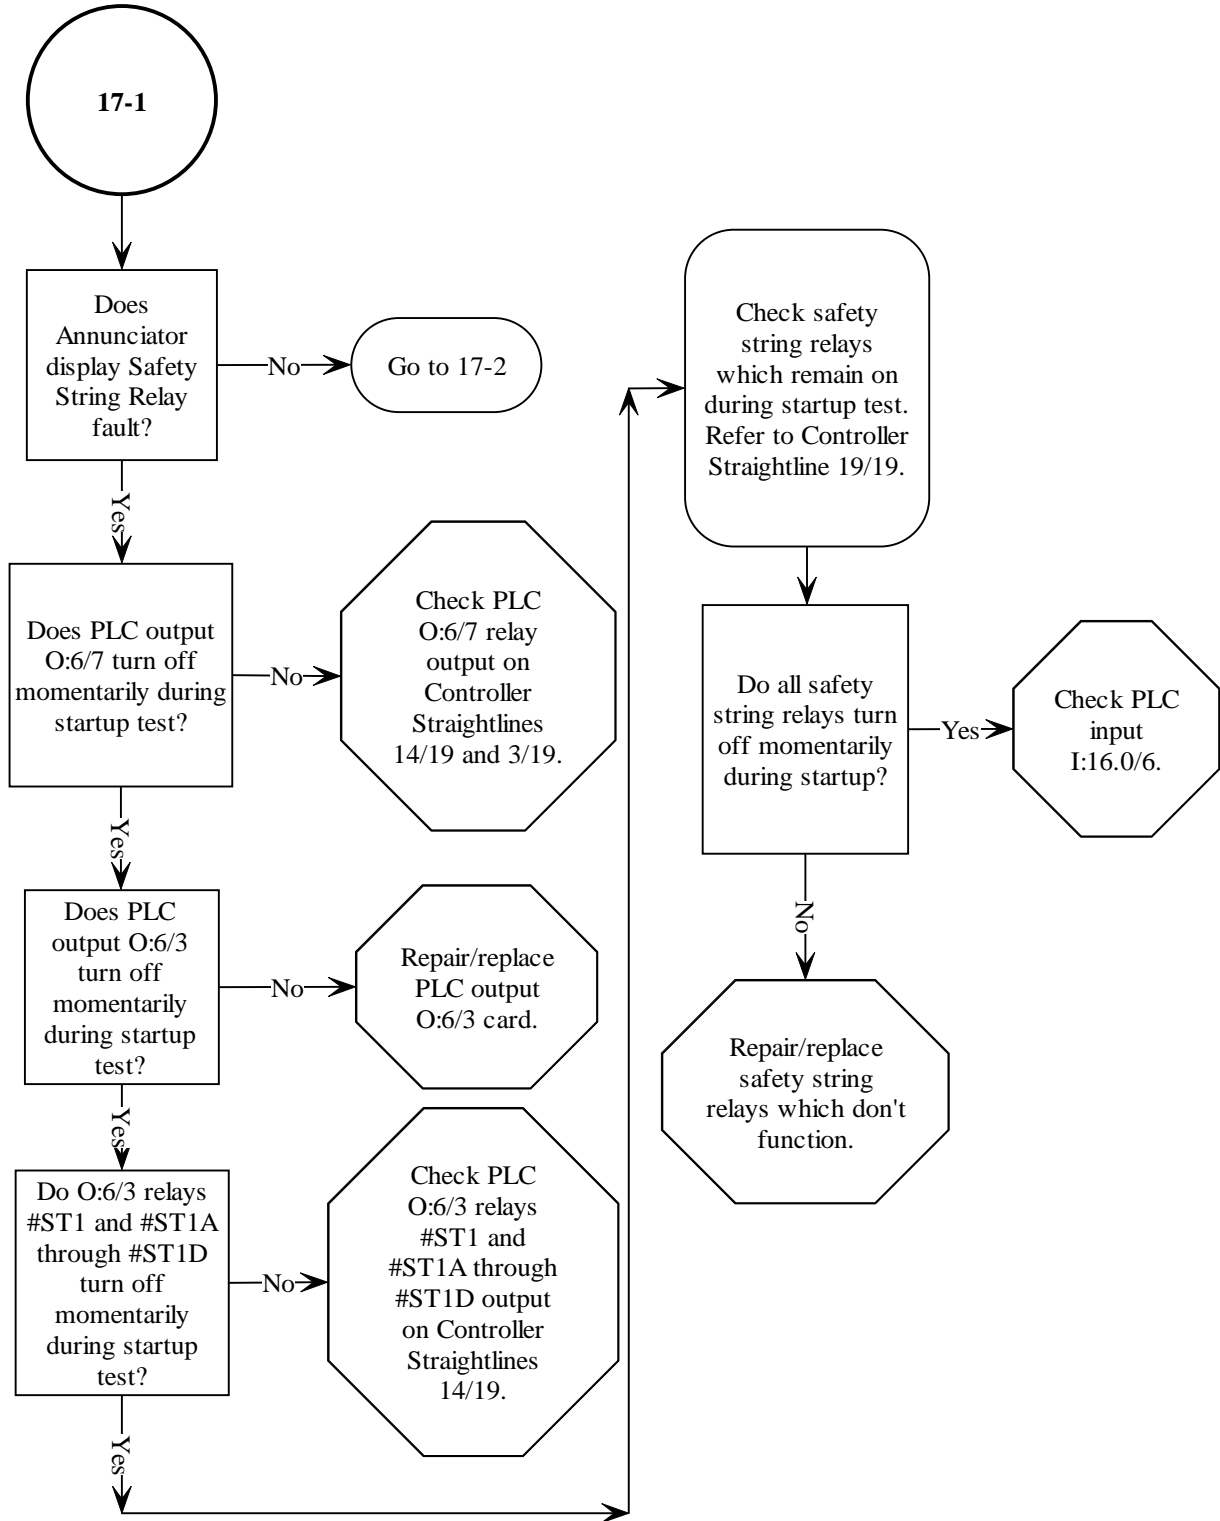 17-1
Does
Annunciator
display Safety
String Relay
fault?
No
Go to 17-2
Yes
Does PLC output
O:6/7 turn off
momentarily during
startup test?
No
Check PLC
O:6/7 relay
output on
Controller
Straightlines
14/19 and 3/19.
Yes
Does PLC
output O:6/3
turn off
momentarily
during startup
test?
No
Repair/replace
PLC output
O:6/3 card.
Yes
Do O:6/3 relays
#ST1 and #ST1A
through #ST1D
turn off
momentarily
during startup
test?
No
Check PLC
O:6/3 relays
#ST1 and
#ST1A through
#ST1D output
on Controller
Straightlines
14/19.
Yes
Check safety
string relays
which remain on
during startup test.
Refer to Controller
Straightline 19/19.
Do all safety
string relays turn
off momentarily
during startup?
Yes
Check PLC
input
I:16.0/6.
No
Repair/replace
safety string
relays which don't
function.